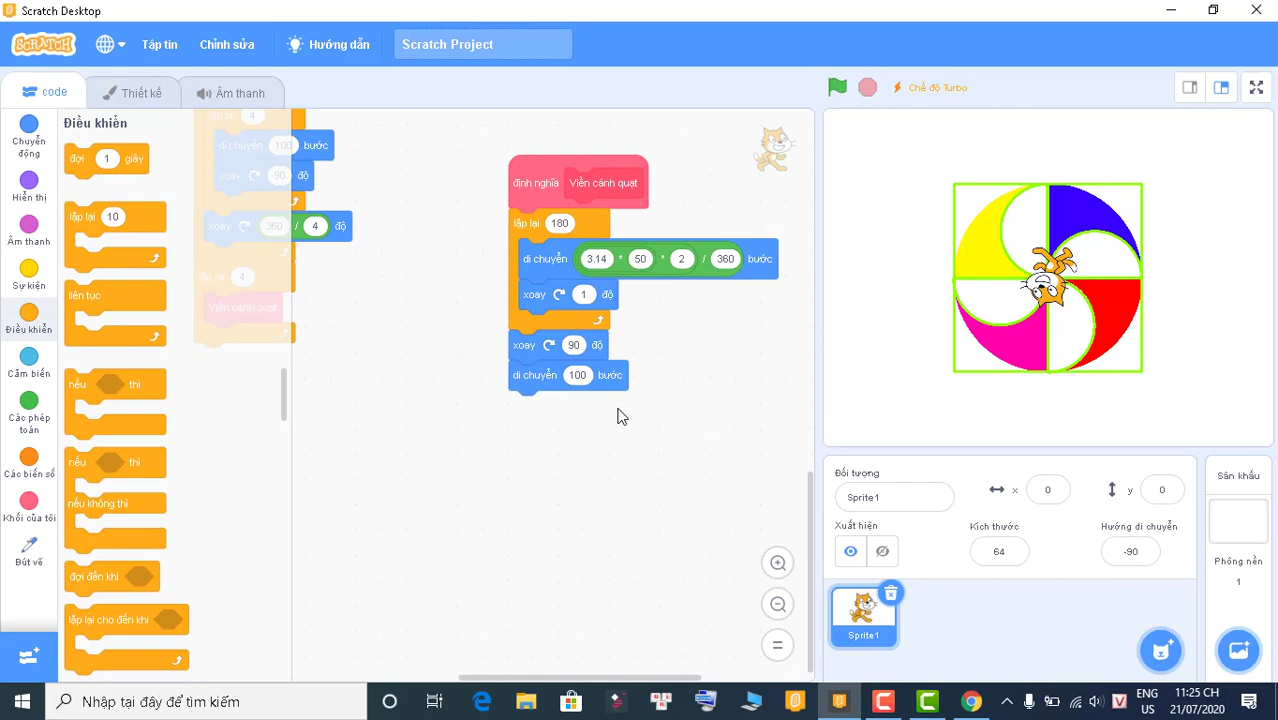 Scratch Desktop
SCRATCH
Tập tin
Chỉnh sửa
Hướng dẫn
Scratch Project
code
Thiết kế
Âm thanh
Chế độ Turbo
Chuyển động
Hiển thị
Âm thanh
Sự kiện
Điều khiển
Cảm biến
Các phép toán
Các biến số
Khối của tôi
Bút vẽ
Điều khiển
đợi 1 giây
lặp lại 10
liên tục
nếu thì
nếu thì
nếu không thì
đợi đến khi
lặp lại cho đến khi
lặp lại 4
di chuyển 100 bước
xoay 90 độ
xoay 360 / 4 độ
lặp lại 4
Viền cánh quạt
định nghĩa Viền cánh quạt
lặp lại 180
di chuyển 3.14 * 50 * 2 / 360 bước
xoay 1 độ
xoay 90 độ
di chuyển 100 bước
Đối tượng
Sprite1
x 0
y 0
Xuất hiện
Kích thước
64
Hướng di chuyển
-90
Sprite1
Sân khấu
Phông nền
1
Nhập tại đây để tìm kiếm
V
ENG
US
11:25 CH
21/07/2020